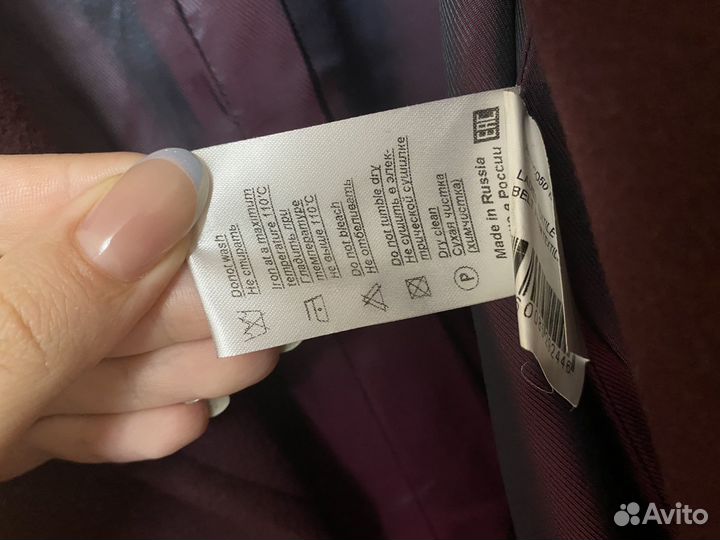 Do not wash
Не стирать
Iron at a maximum
temperature 110°C
Гладить при
температуре
не выше 110°C
Do not bleach
Не отбеливать
Do not tumble dry
Не сушить в элек-
трической сушилке
Dry clean
Сухая чистка
(химчистка)
P
Made in Russia
в России
EAC
Avito